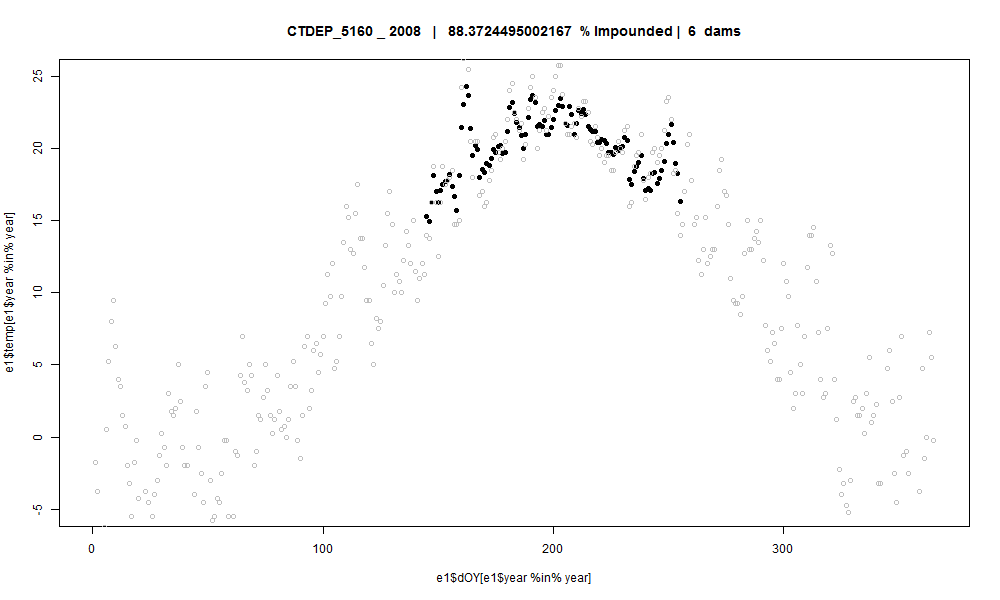 CTDEP_5160 _ 2008 | 88.3724495002167 % Impounded | 6 dams
e1$temp[e1$year %in% year]
25
20
15
10
5
0
-5
0 100 200 300
e1$dOY[e1$year %in% year]